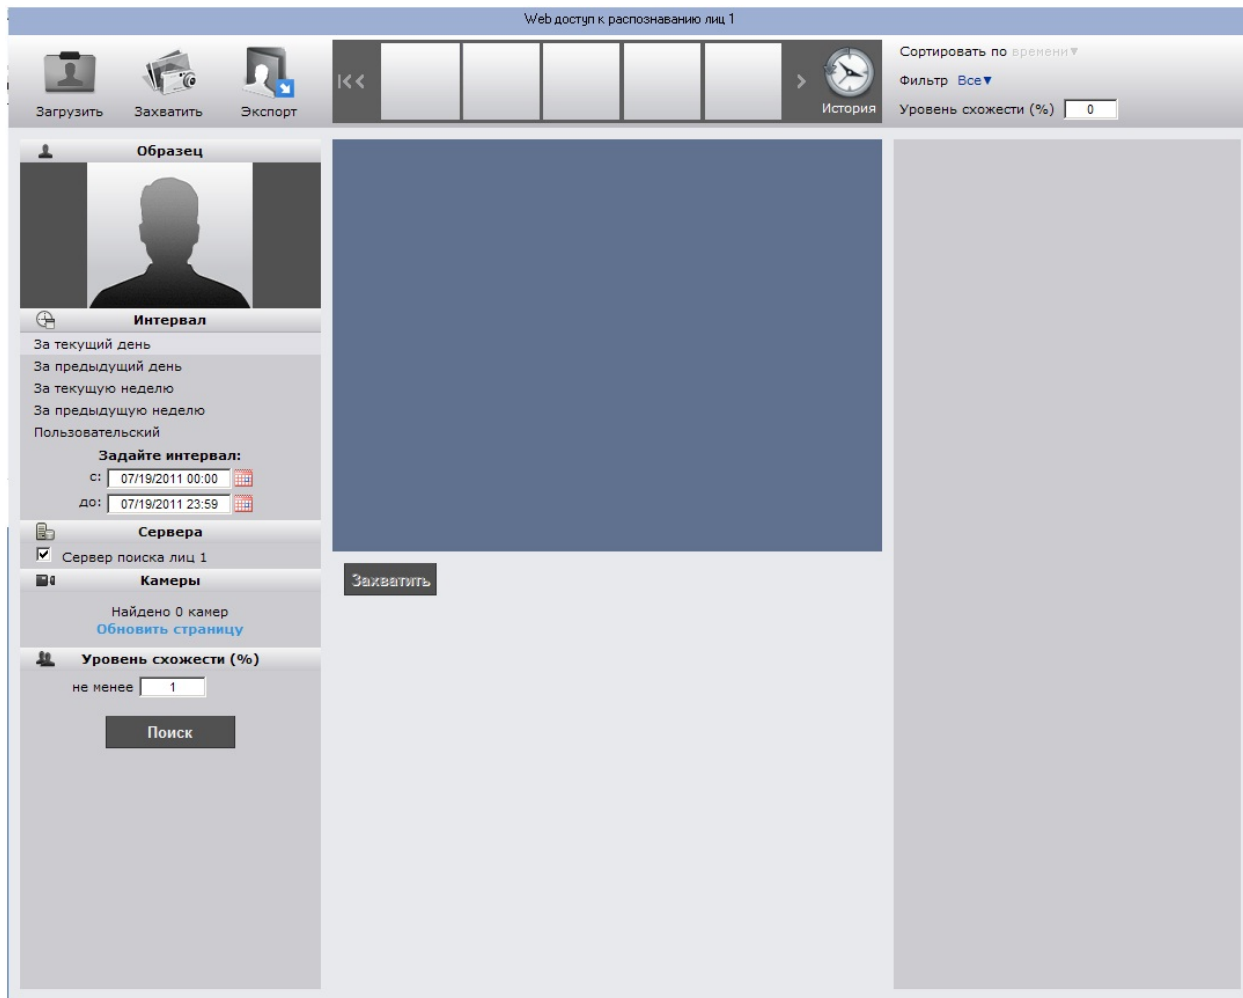 Web доступ к распознаванию лиц 1
Загрузить Захватить Экспорт
История
Сортировать по времени▼
Фильтр Все▼
Уровень схожести (%) 0
Образец
Интервал
За текущий день
За предыдущий день
За текущую неделю
За предыдущую неделю
Пользовательский
Задайте интервал:
с: 07/19/2011 00:00
до: 07/19/2011 23:59
Сервера
Сервер поиска лиц 1
Камеры
Найдено 0 камер
Обновить страницу
Уровень схожести (%)
не менее 1
Поиск
Захватить